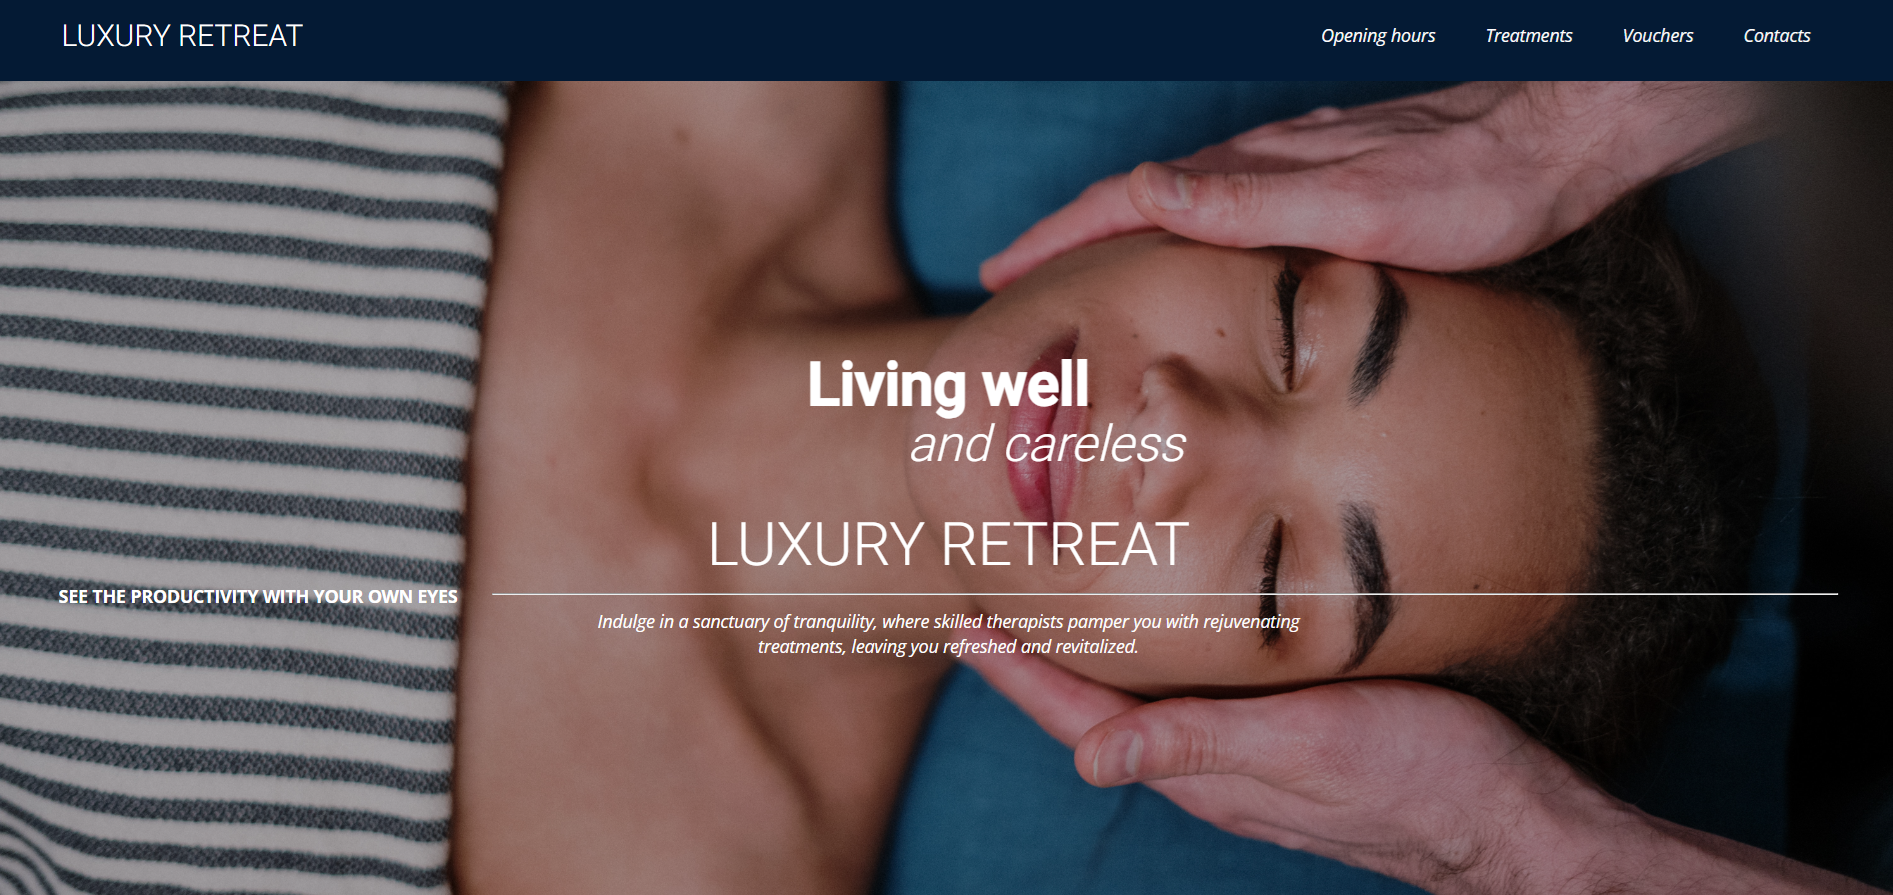 LUXURY RETREAT
Opening hours
Treatments
Vouchers
Contacts
Living well
and careless
LUXURY RETREAT
SEE THE PRODUCTIVITY WITH YOUR OWN EYES
Indulge in a sanctuary of tranquility, where skilled therapists pamper you with rejuvenating
treatments, leaving you refreshed and revitalized.